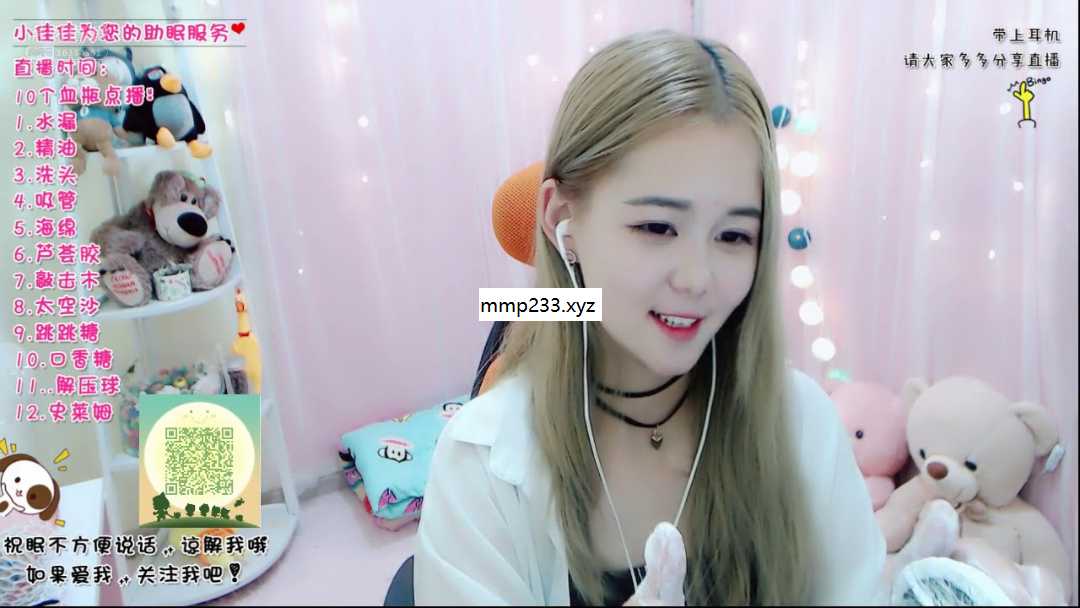 小佳佳为您的助眠服务
直播时间：
10个血瓶点播！
1.水漏
2.精油
3.洗头
4.吸管
5.海绵
6.芦荟胶
7.敲击木
8.太空沙
9.跳跳糖
10.口香糖
11..解压球
12.史莱姆
祝眠不方便说话,,谅解我哦
如果爱我,,关注我吧！
带上耳机
请大家多多分享直播
Bingo
mmp233.xyz